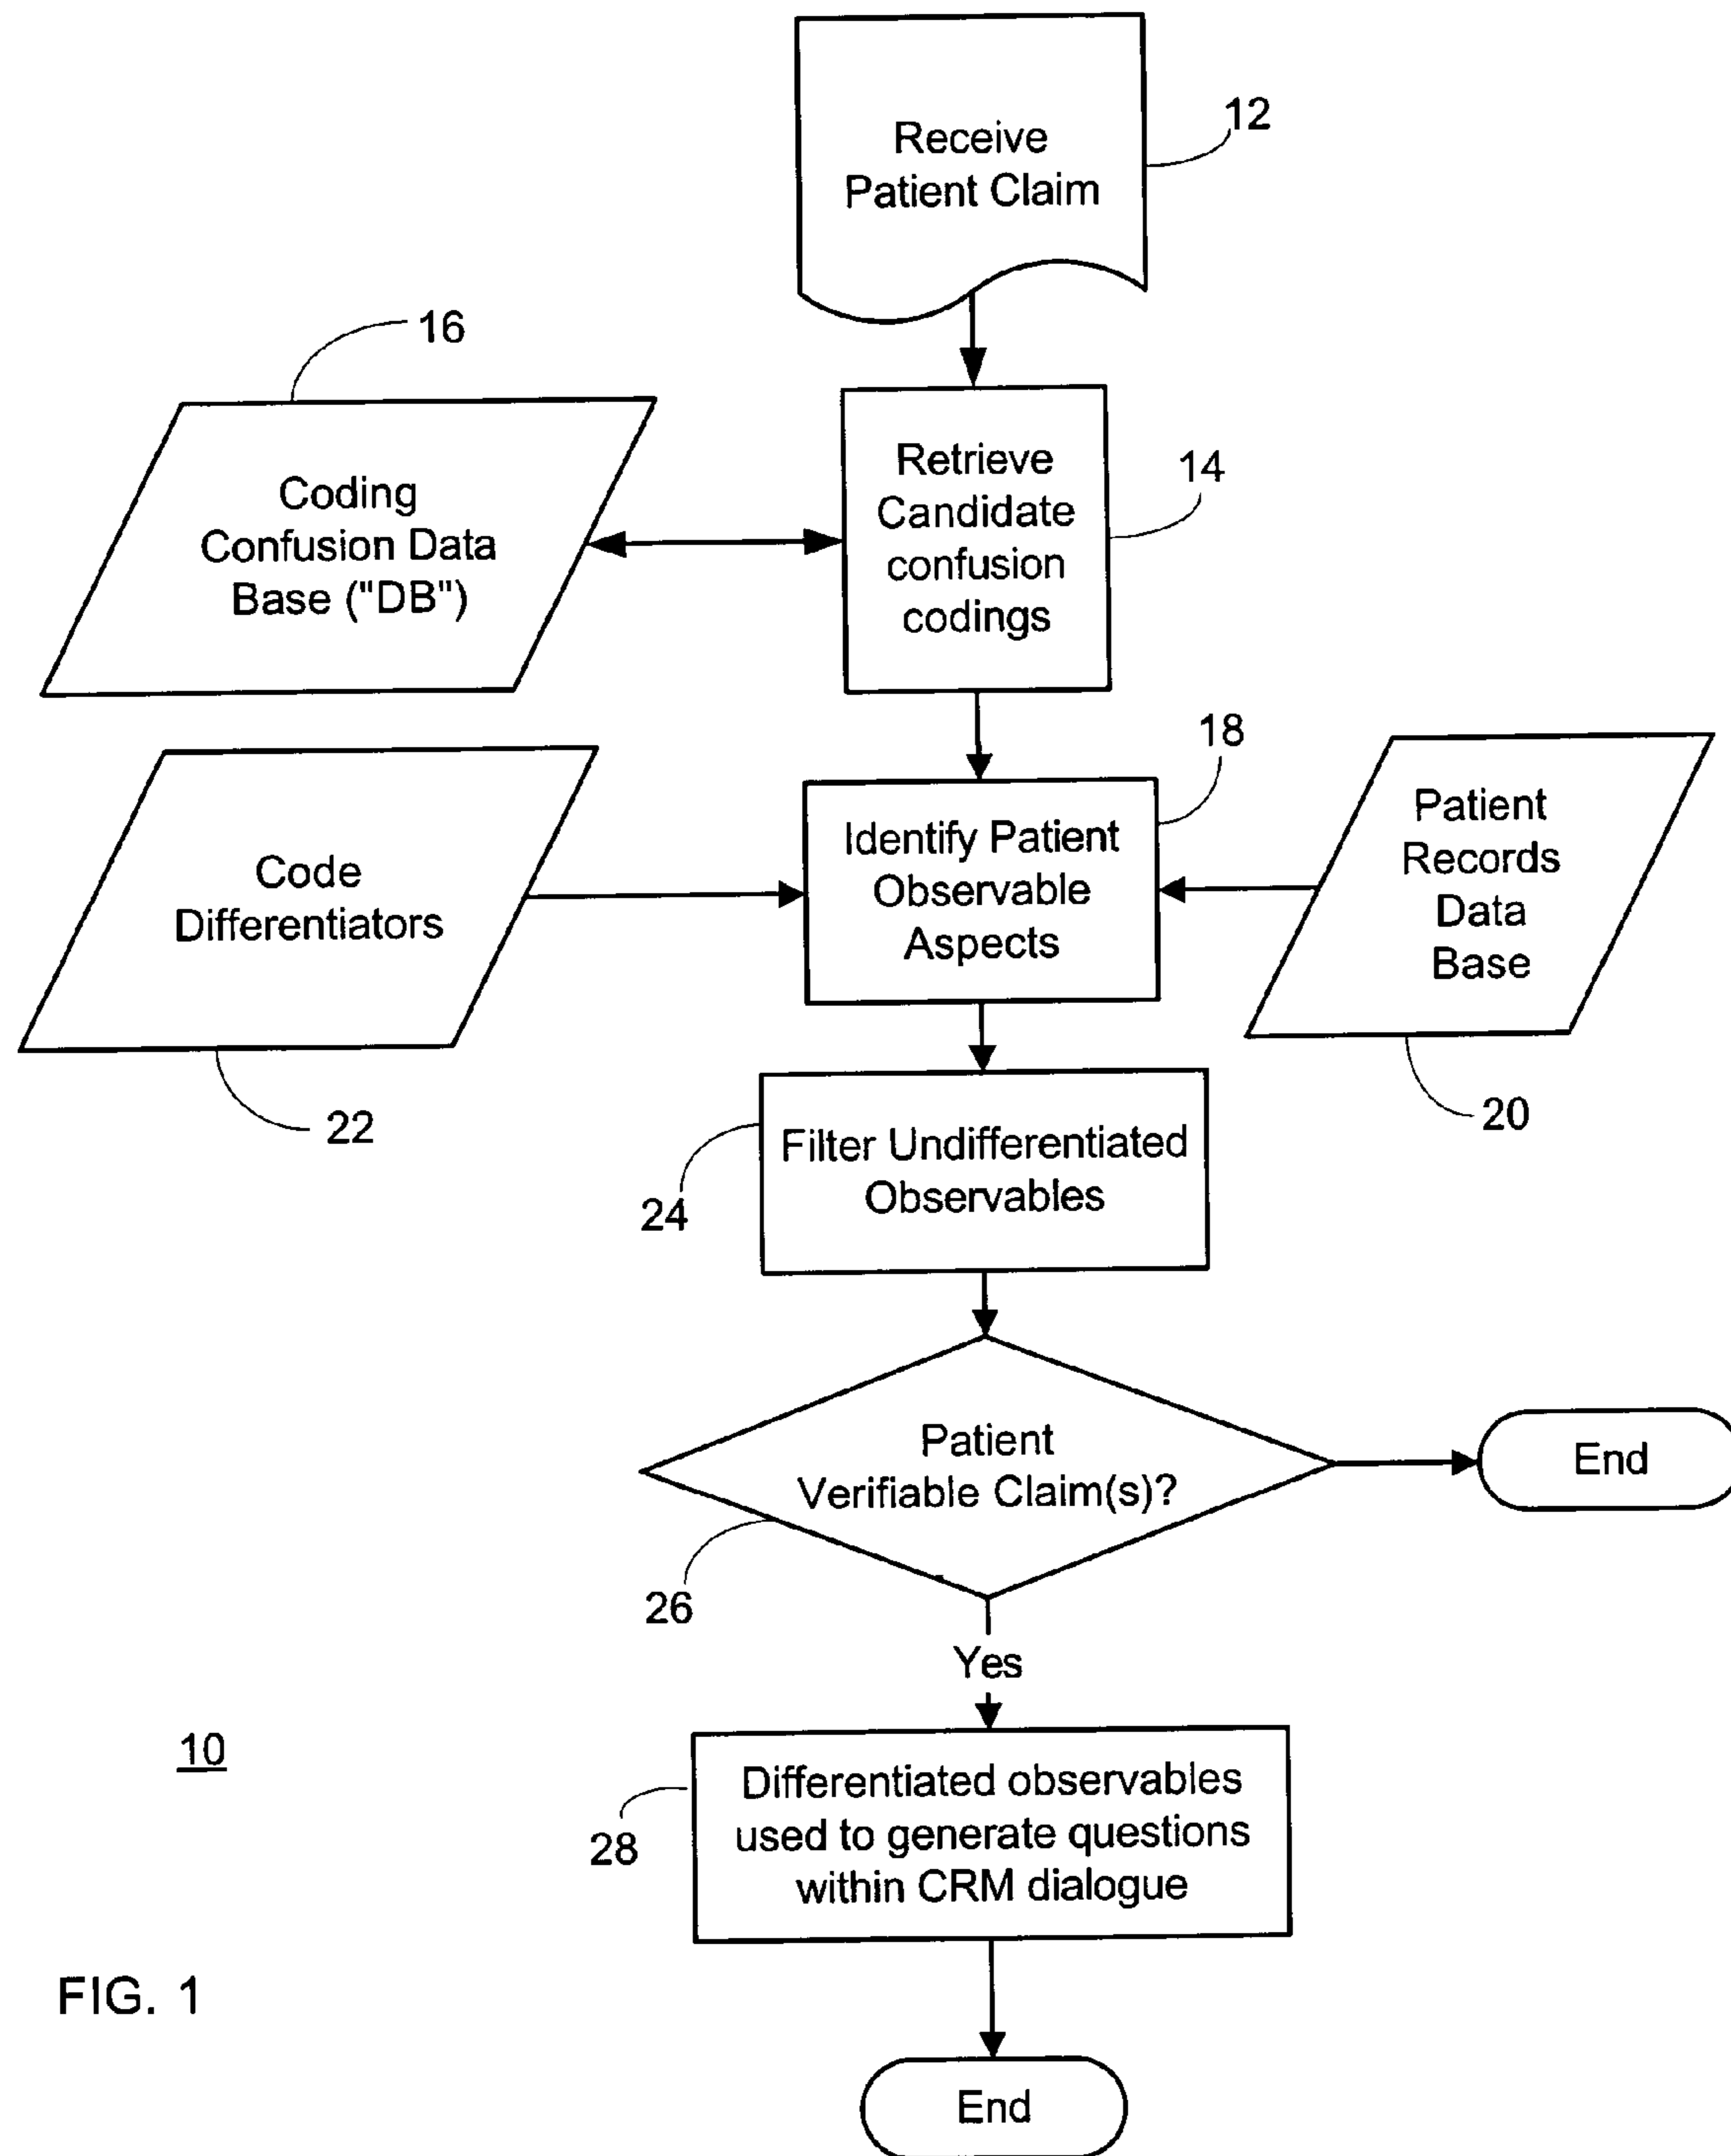 Receive
Patient Claim
12
16
Coding
Confusion Data
Base ("DB")
Retrieve
Candidate
confusion
codings
14
18
Code
Differentiators
Identify Patient
Observable
Aspects
Patient
Records
Data
Base
22
20
Filter Undifferentiated
Observables
24
Patient
Verifiable Claim(s)?
End
26
Yes
10
Differentiated observables
used to generate questions
within CRM dialogue
28
FIG. 1
End